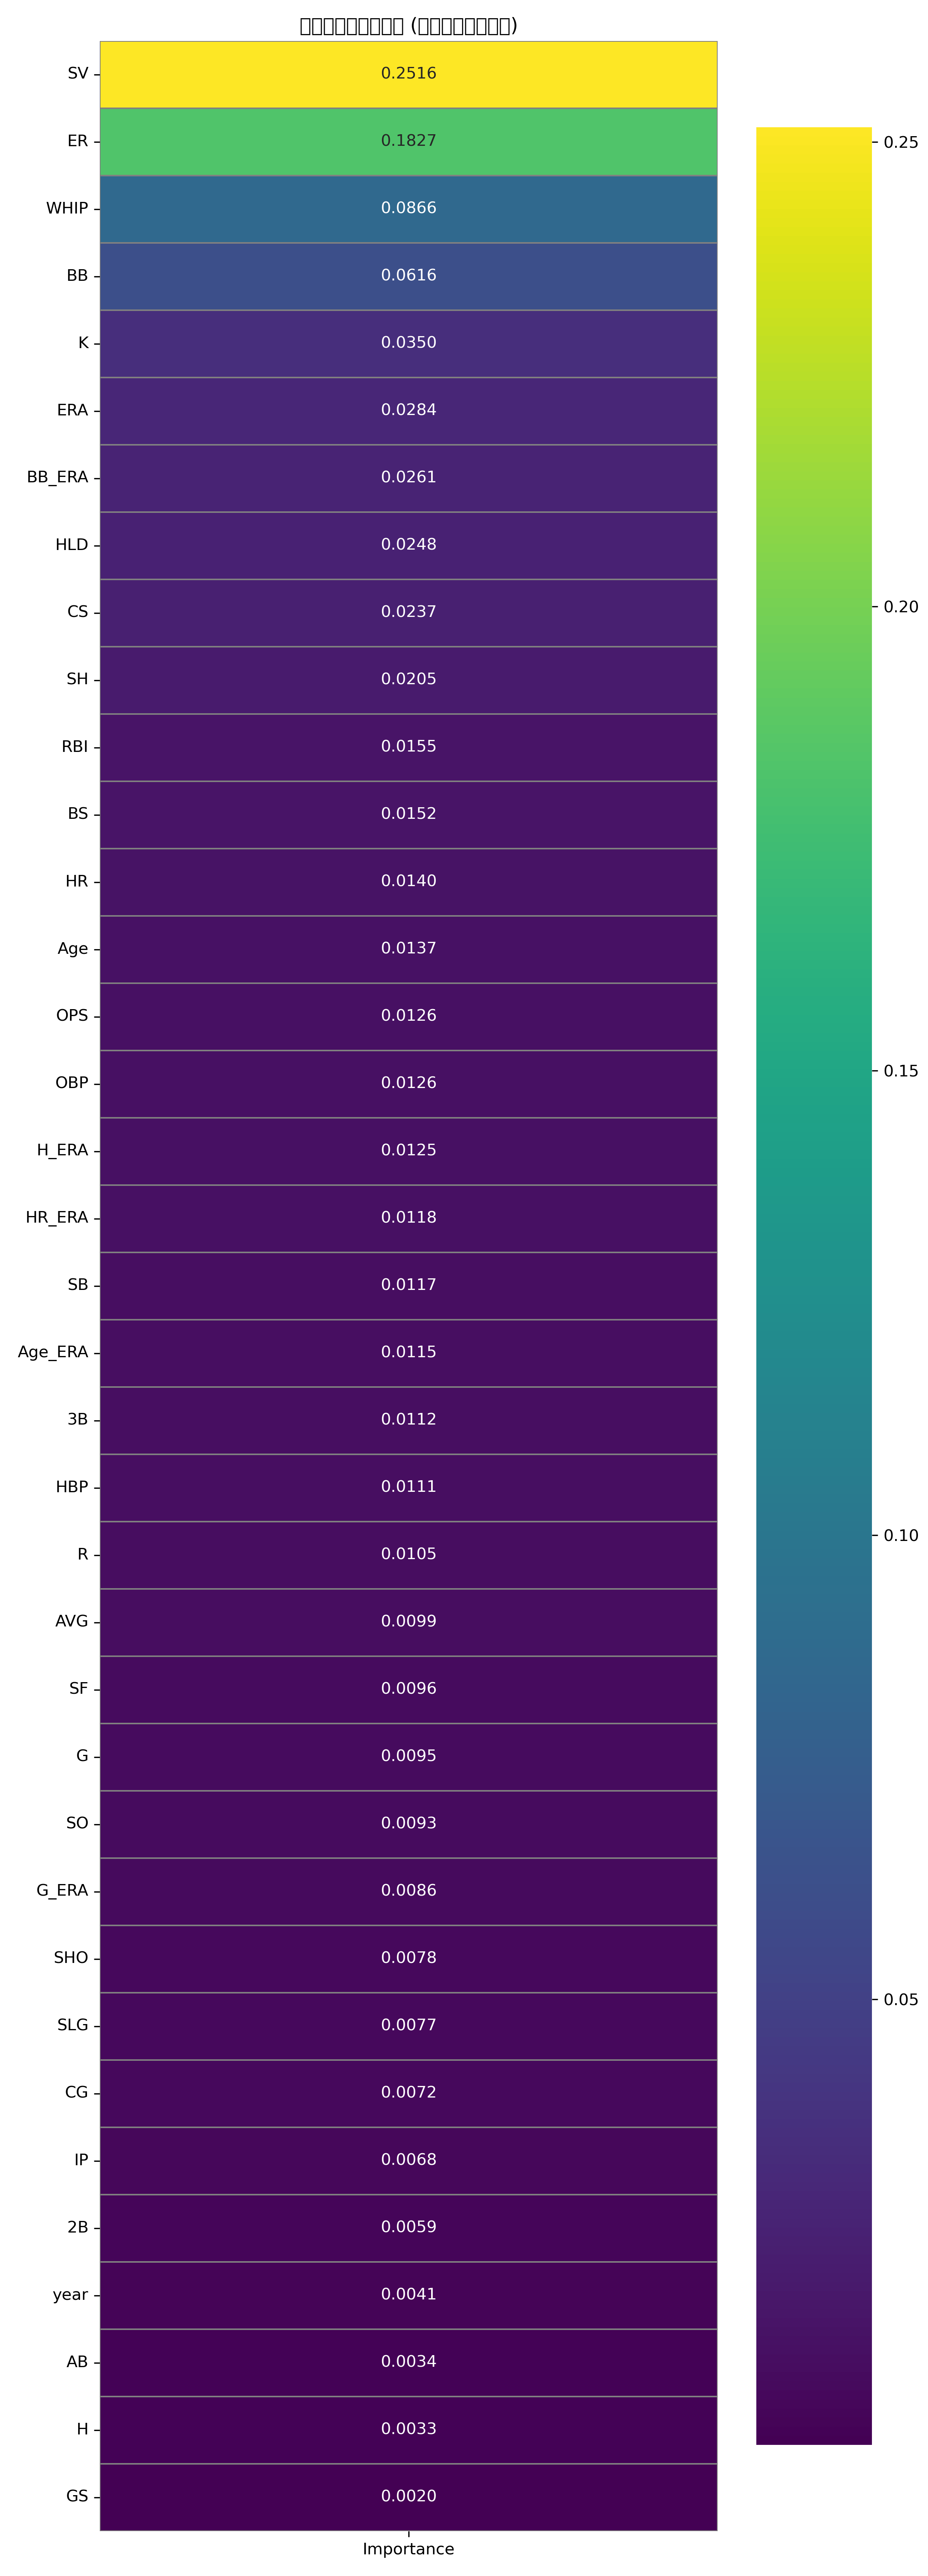 SV 0.2516
ER 0.1827
WHIP 0.0866
BB 0.0616
K 0.0350
ERA 0.0284
BB_ERA 0.0261
HLD 0.0248
CS 0.0237
SH 0.0205
RBI 0.0155
BS 0.0152
HR 0.0140
Age 0.0137
OPS 0.0126
OBP 0.0126
H_ERA 0.0125
HR_ERA 0.0118
SB 0.0117
Age_ERA 0.0115
3B 0.0112
HBP 0.0111
R 0.0105
AVG 0.0099
SF 0.0096
G 0.0095
SO 0.0093
G_ERA 0.0086
SHO 0.0078
SLG 0.0077
CG 0.0072
IP 0.0068
2B 0.0059
year 0.0041
AB 0.0034
H 0.0033
GS 0.0020
Importance
0.25
0.20
0.15
0.10
0.05